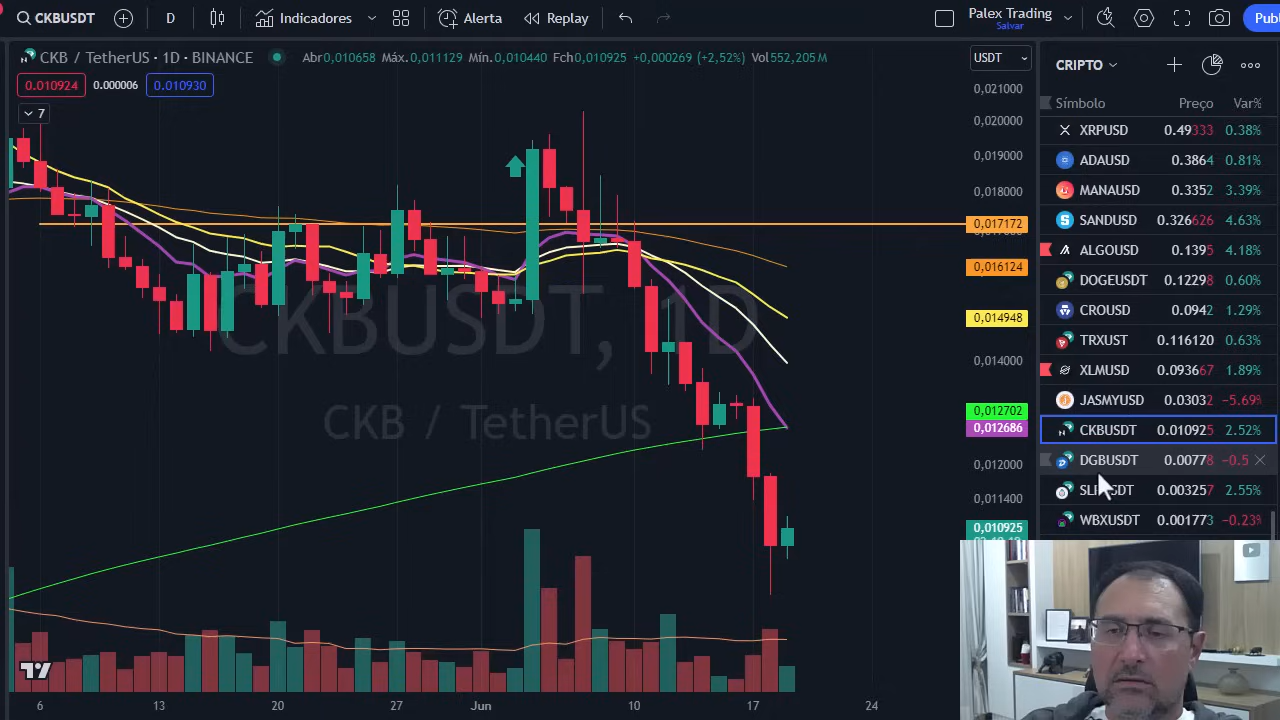 CKBUSDT
D
Indicadores
Alerta
Replay
Palex Trading
Salvar
Publ
CKB / TetherUS · 1D · BINANCE
Abr0,010658 Máx.0,011129 Mín.0,010440 Fch0,010925 +0,000269 (+2,52%) Vol552,205M
0.010924
0.000006
0.010930
7
USDT
0,021000
0,020000
0,019000
0,018000
0,017172
0,016124
0,014948
0,014000
0,012702
0,012686
0,012000
0,011400
0,010925
CKBUSDT, 1D
CKB / TetherUS
6
13
20
27
Jun
10
17
24
CRIPTO
Símbolo Preço Var%
XRPUSD 0.49333 0.38%
ADAUSD 0.3864 0.81%
MANAUSD 0.3352 3.39%
SANDUSD 0.326626 4.63%
ALGOUSD 0.1395 4.18%
DOGEUSDT 0.12298 0.60%
CROUSD 0.0942 1.29%
TRXUST 0.116120 0.63%
XLMUSD 0.093667 1.89%
JASMYUSD 0.03032 −5.69%
CKBUSDT 0.010925 2.52%
DGBUSDT 0.00778 −0.5
0.003257 2.55%
WBXUSDT 0.001773 −0.23%